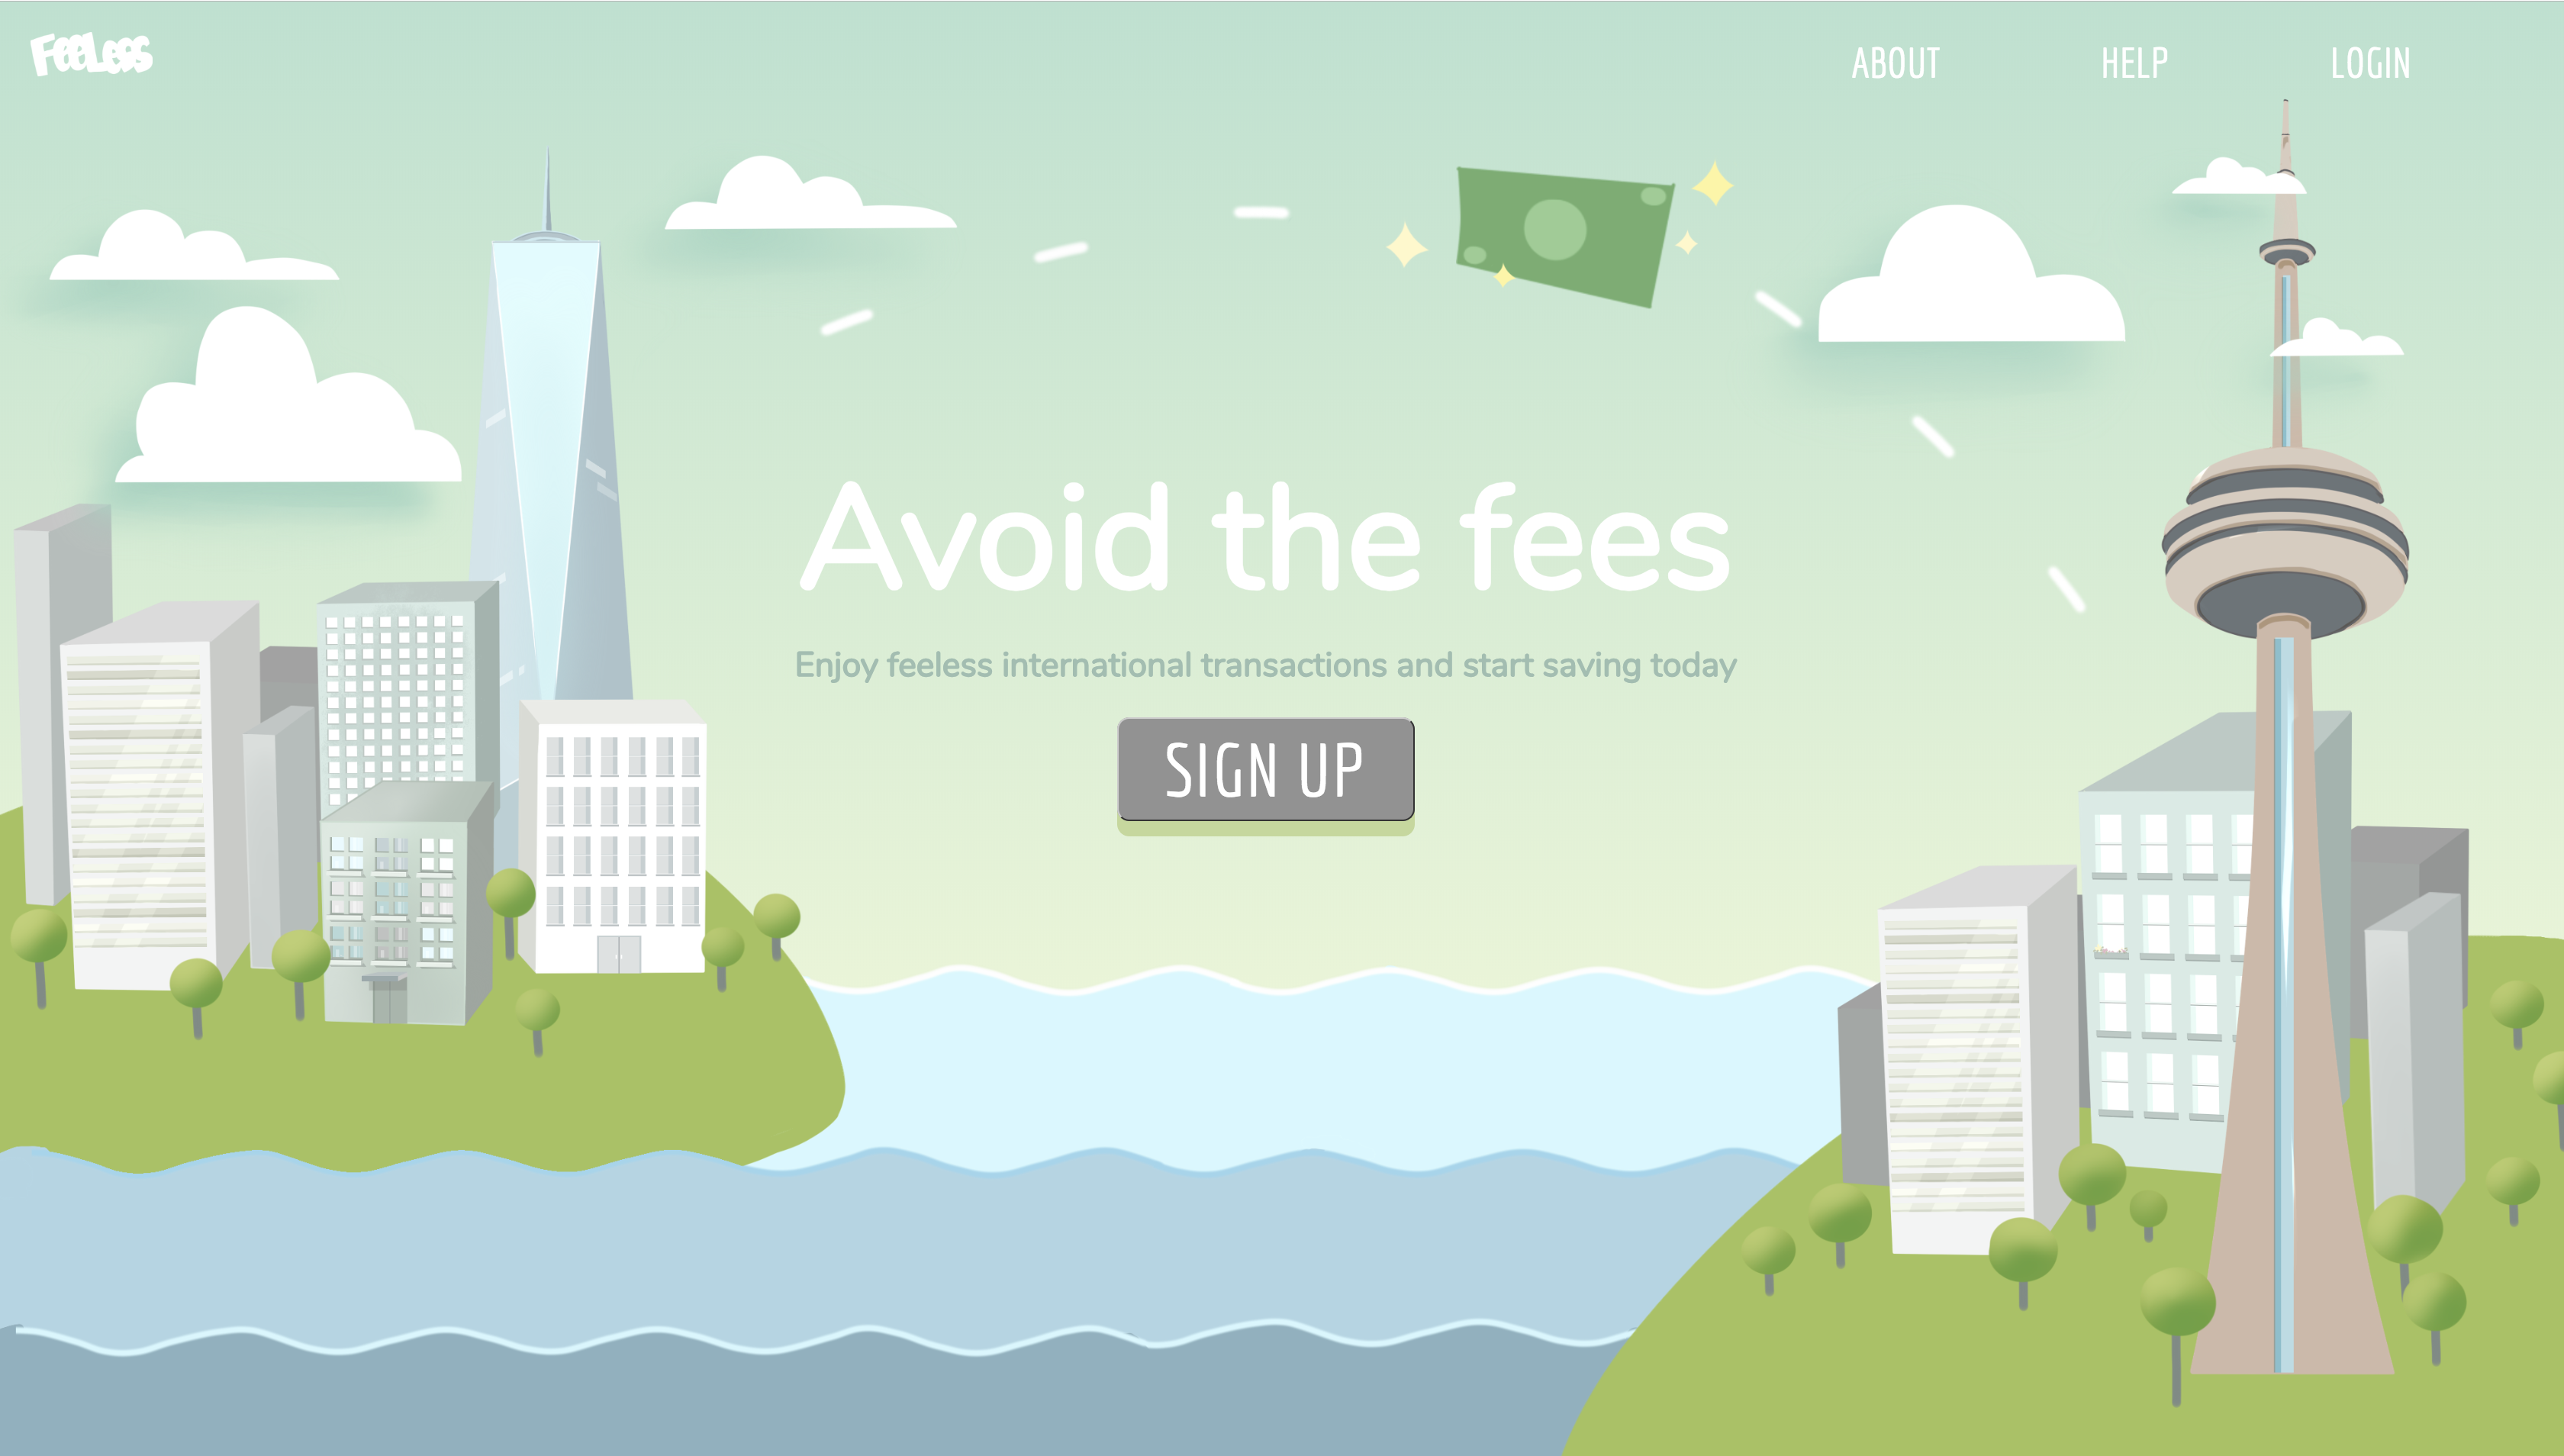 FeeLess
ABOUT HELP LOGIN
Avoid the fees
Enjoy feeless international transactions and start saving today
SIGN UP